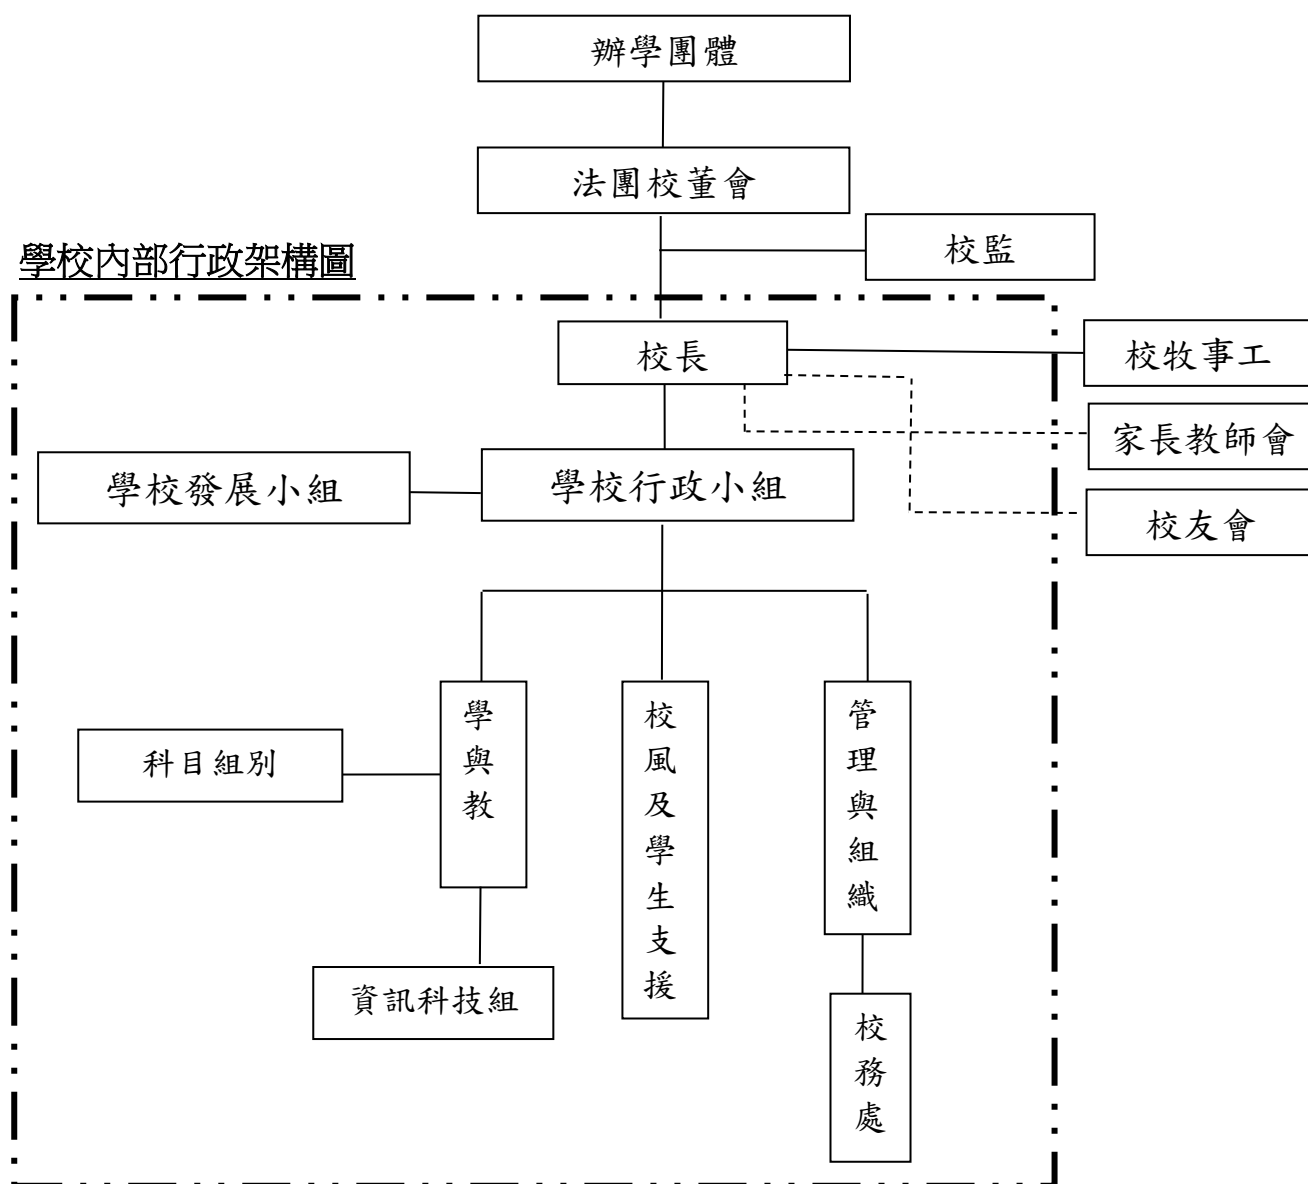 辦學團體
法團校董會
校監
學校內部行政架構圖
校長
校牧事工
家長教師會
學校發展小組
學校行政小組
校友會
科目組別
學與教
校風及學生支援
管理與組織
資訊科技組
校務處